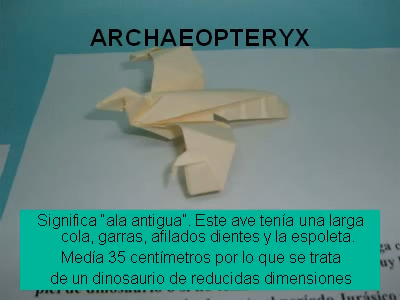 ARCHAEOPTERYX
Significa "ala antigua". Este ave tenía una larga
cola, garras, afilados dientes y la espoleta.
Medía 35 centímetros por lo que se trata
de un dinosaurio de reducidas dimensiones